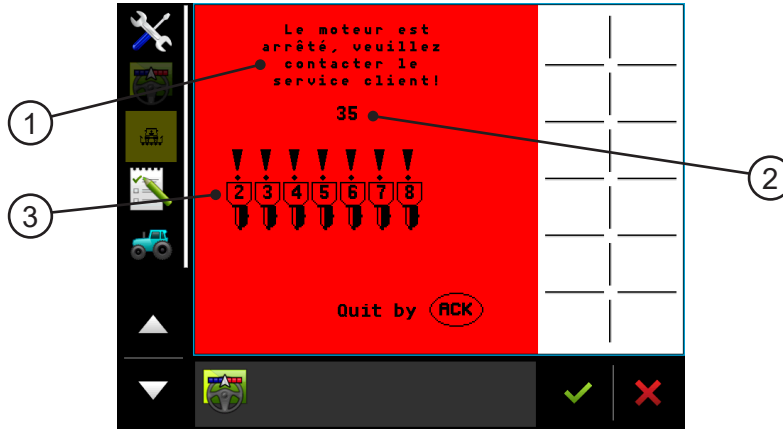 Le moteur est
arrêté, veuillez
contacter le
service client!
35
2 3 4 5 6 7 8
Quit by ACK
1
2
3